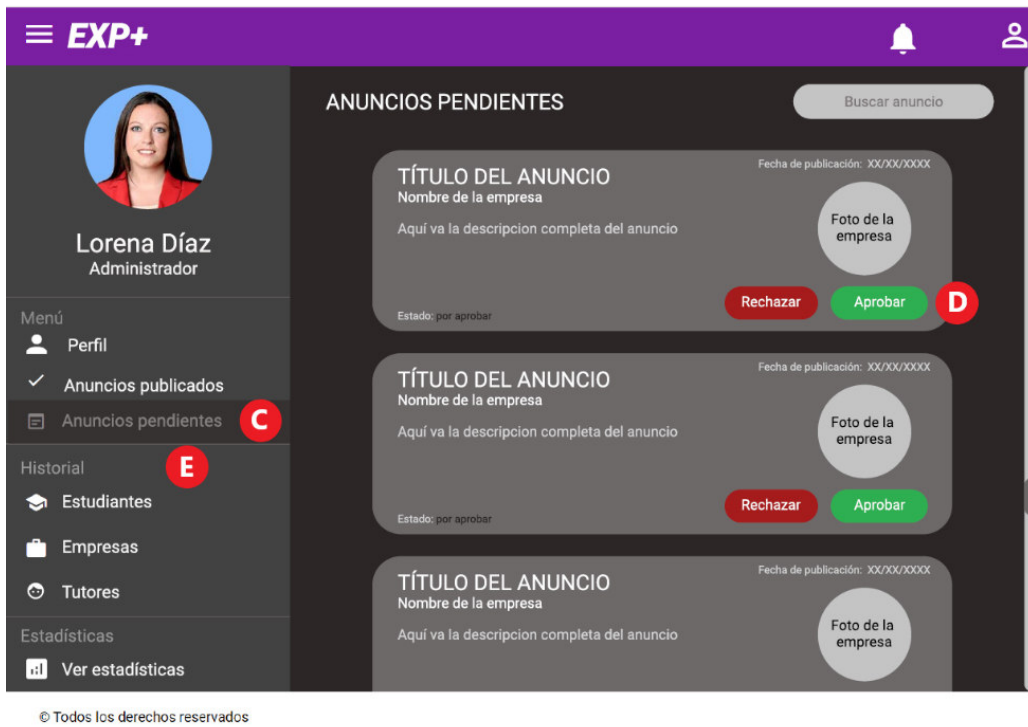 EXP+
Lorena Díaz
Administrador
Menú
Perfil
Anuncios publicados
Anuncios pendientes C
Historial E
Estudiantes
Empresas
Tutores
Estadísticas
Ver estadísticas
ANUNCIOS PENDIENTES
Buscar anuncio
Fecha de publicación: XX/XX/XXXX
TÍTULO DEL ANUNCIO
Nombre de la empresa
Aquí va la descripcion completa del anuncio
Foto de la
empresa
Rechazar Aprobar D
Estado: por aprobar
Fecha de publicación: XX/XX/XXXX
TÍTULO DEL ANUNCIO
Nombre de la empresa
Aquí va la descripcion completa del anuncio
Foto de la
empresa
Rechazar Aprobar
Estado: por aprobar
Fecha de publicación: XX/XX/XXXX
TÍTULO DEL ANUNCIO
Nombre de la empresa
Aquí va la descripcion completa del anuncio
Foto de la
empresa
© Todos los derechos reservados